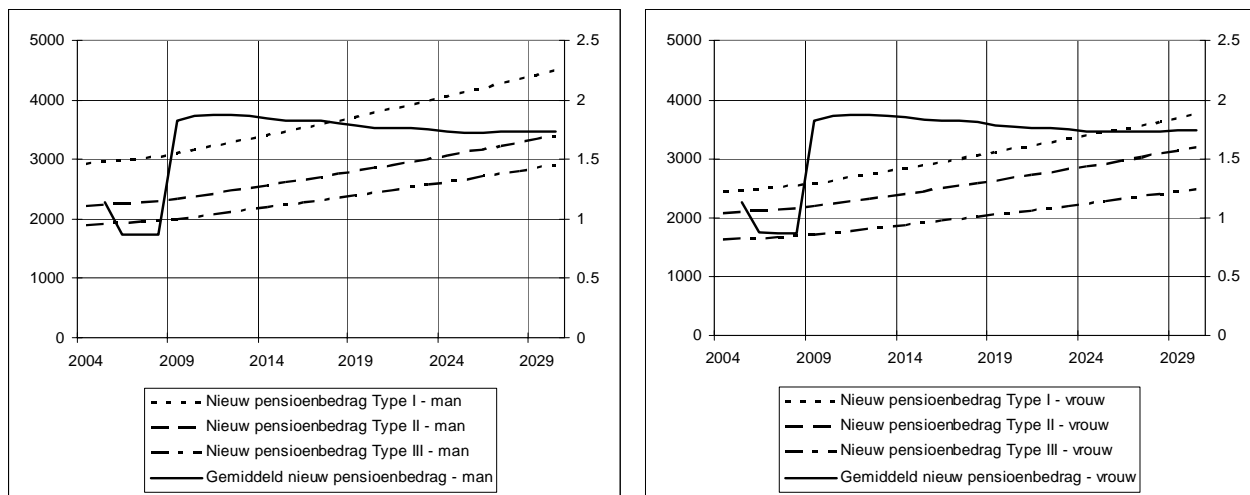 5000
4000
3000
2000
1000
0
2.5
2
1.5
1
0.5
0
2004 2009 2014 2019 2024 2029
Nieuw pensioenbedrag Type I - man
Nieuw pensioenbedrag Type II - man
Nieuw pensioenbedrag Type III - man
Gemiddeld nieuw pensioenbedrag - man
5000
4000
3000
2000
1000
0
2.5
2
1.5
1
0.5
0
2004 2009 2014 2019 2024 2029
Nieuw pensioenbedrag Type I - vrouw
Nieuw pensioenbedrag Type II - vrouw
Nieuw pensioenbedrag Type III - vrouw
Gemiddeld nieuw pensioenbedrag - vrouw